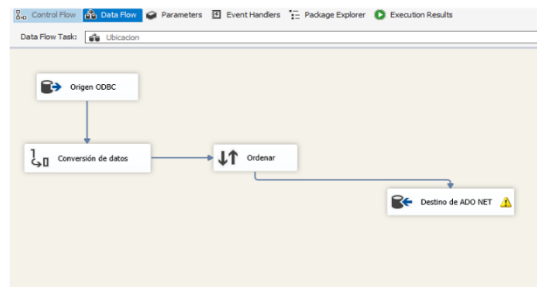 Control Flow Data Flow Parameters Event Handlers Package Explorer Execution Results
Data Flow Task: Ubicacion
Origen ODBC
Conversión de datos
Ordenar
Destino de ADO NET